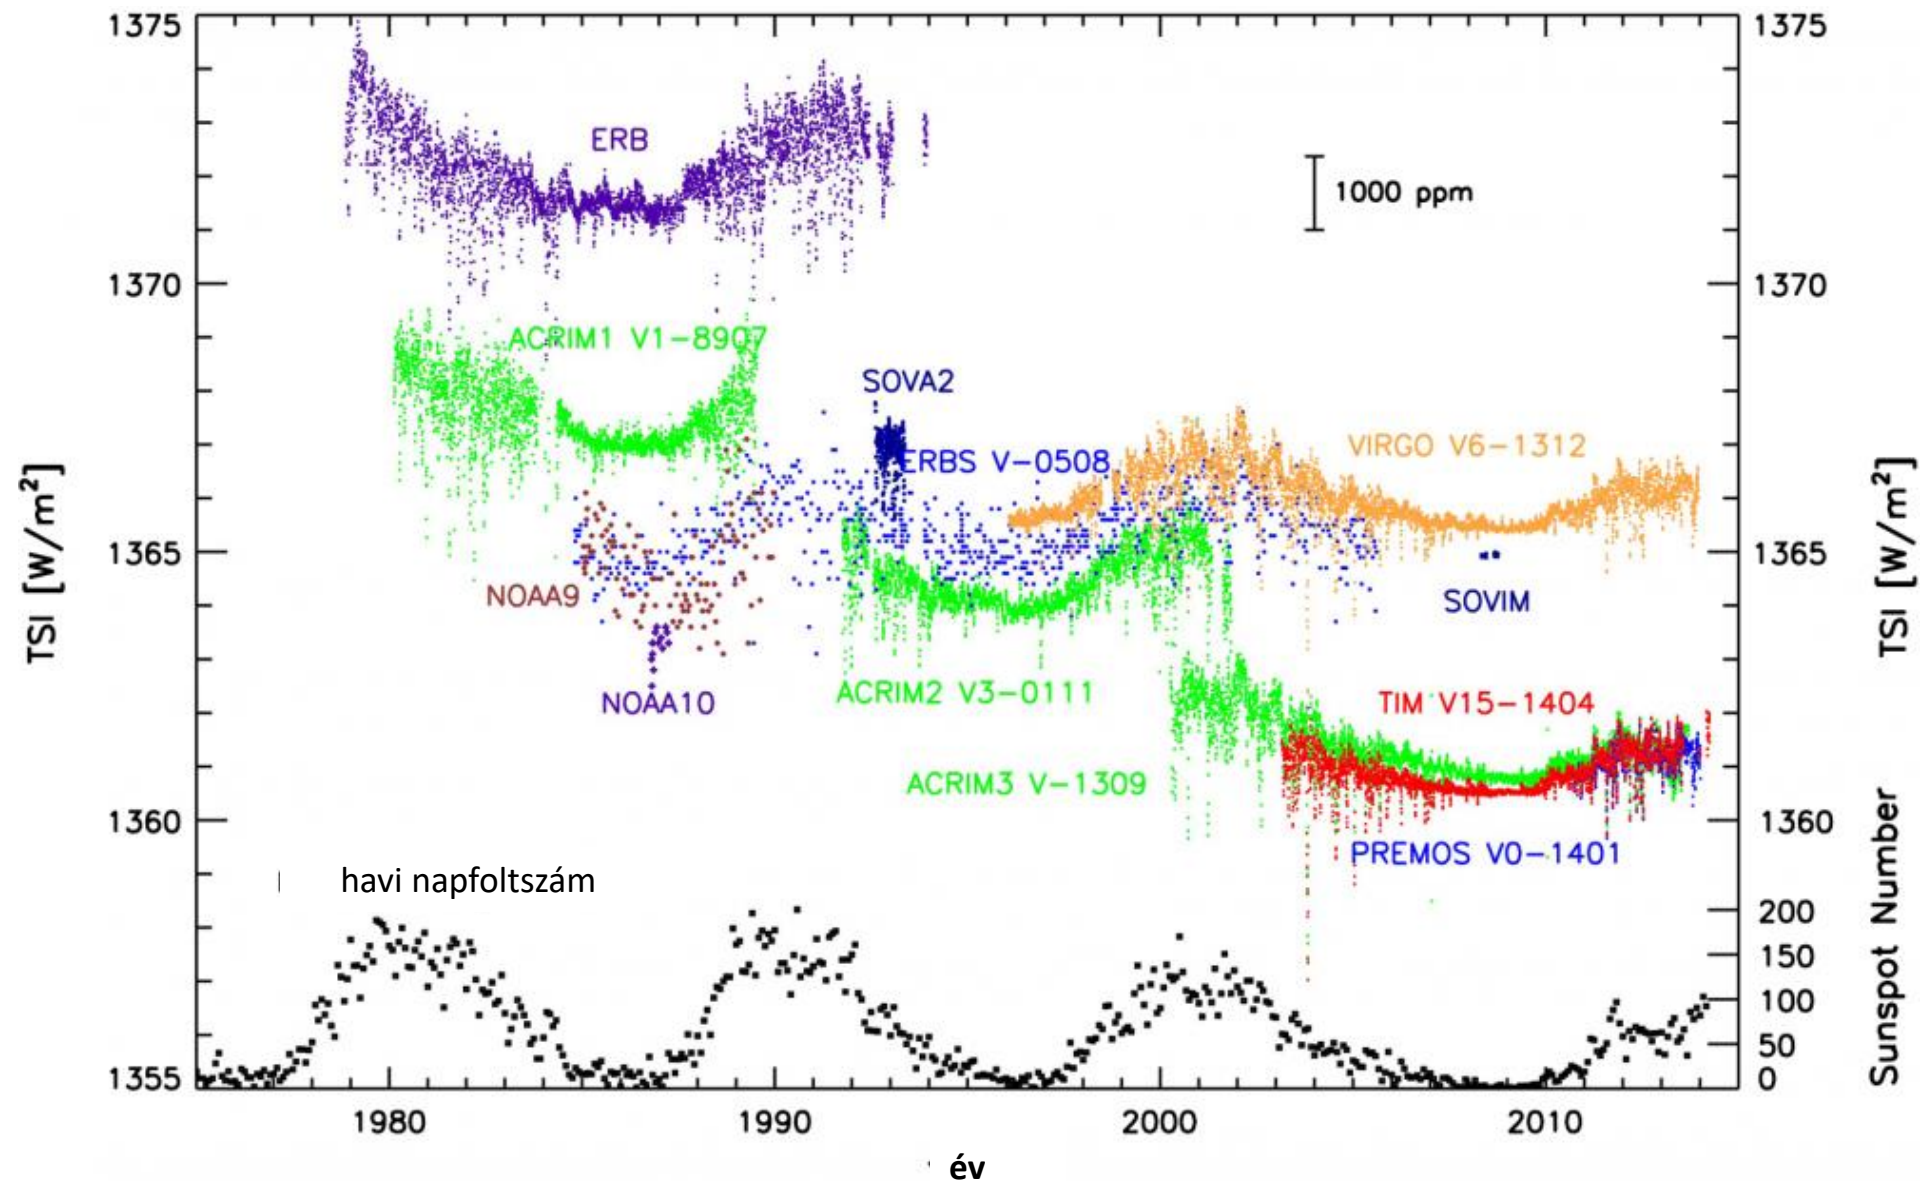 1375
1375
ERB
1000 ppm
1370
1370
ACRIM1 V1-8907
SOVA2
ERBS V-0508
VIRGO V6-1312
TSI [W/m²]
TSI [W/m²]
1365
1365
NOAA9
SOVIM
NOAA10
ACRIM2 V3-0111
TIM V15-1404
ACRIM3 V-1309
1360
1360
PREMOS V0-1401
havi napfoltszám
Sunspot Number
200
150
100
50
0
1355
1980
1990
2000
2010
év